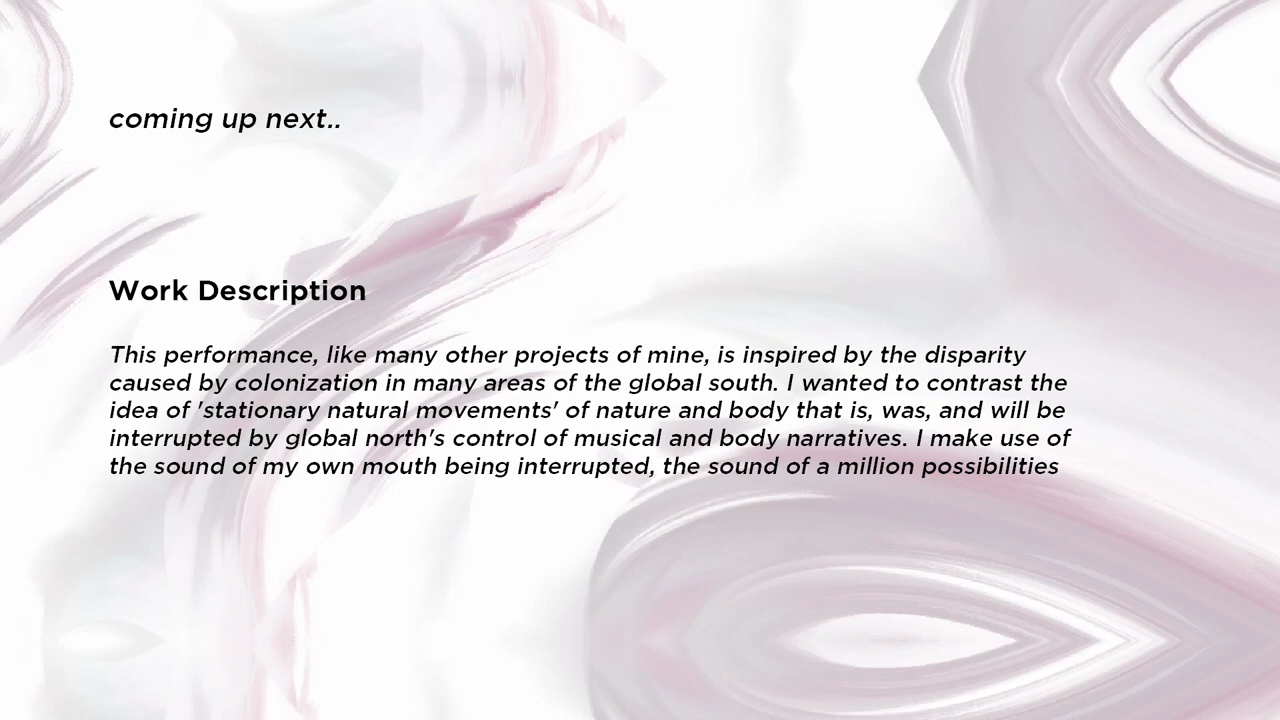 coming up next..
Work Description
This performance, like many other projects of mine, is inspired by the disparity
caused by colonization in many areas of the global south. I wanted to contrast the
idea of 'stationary natural movements' of nature and body that is, was, and will be
interrupted by global north's control of musical and body narratives. I make use of
the sound of my own mouth being interrupted, the sound of a million possibilities